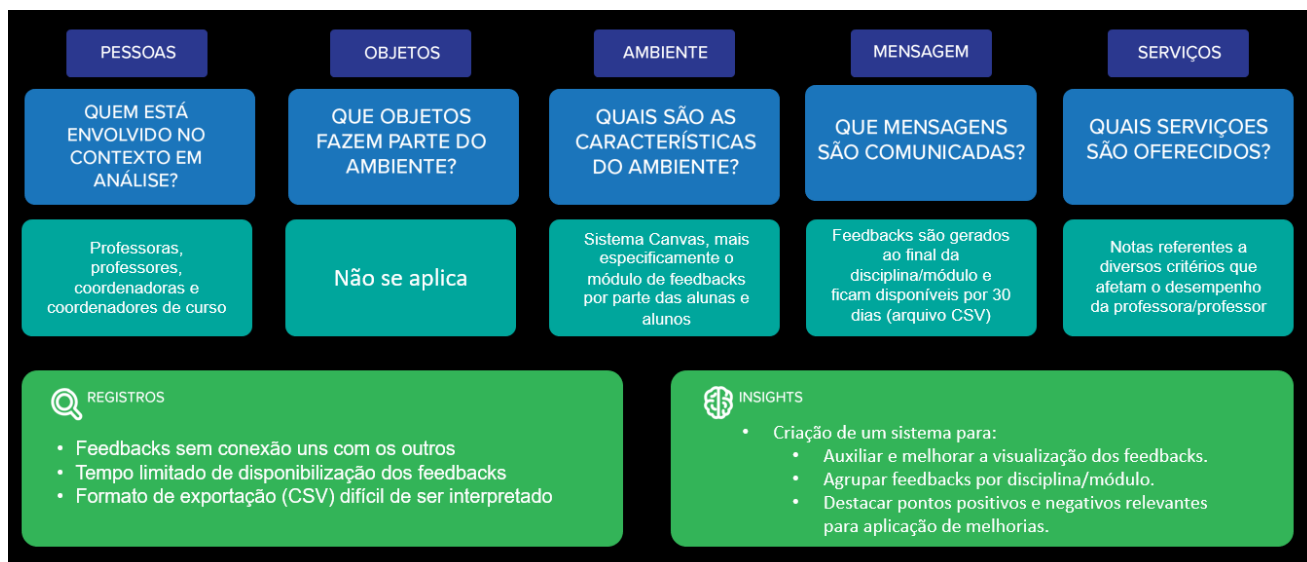 PESSOAS
OBJETOS
AMBIENTE
MENSAGEM
SERVIÇOS
QUEM ESTÁ
ENVOLVIDO NO
CONTEXTO EM
ANÁLISE?
QUE OBJETOS
FAZEM PARTE DO
AMBIENTE?
QUAIS SÃO AS
CARACTERÍSTICAS
DO AMBIENTE?
QUE MENSAGENS
SÃO COMUNICADAS?
QUAIS SERVIÇOES
SÃO OFERECIDOS?
Professoras,
professores,
coordenadoras e
coordenadores de curso
Não se aplica
Sistema Canvas, mais
especificamente o
módulo de feedbacks
por parte das alunas e
alunos
Feedbacks são gerados
ao final da
disciplina/módulo e
ficam disponíveis por 30
dias (arquivo CSV)
Notas referentes a
diversos critérios que
afetam o desempenho
da professora/professor
REGISTROS
• Feedbacks sem conexão uns com os outros
• Tempo limitado de disponibilização dos feedbacks
• Formato de exportação (CSV) difícil de ser interpretado
INSIGHTS
• Criação de um sistema para:
• Auxiliar e melhorar a visualização dos feedbacks.
• Agrupar feedbacks por disciplina/módulo.
• Destacar pontos positivos e negativos relevantes
para aplicação de melhorias.